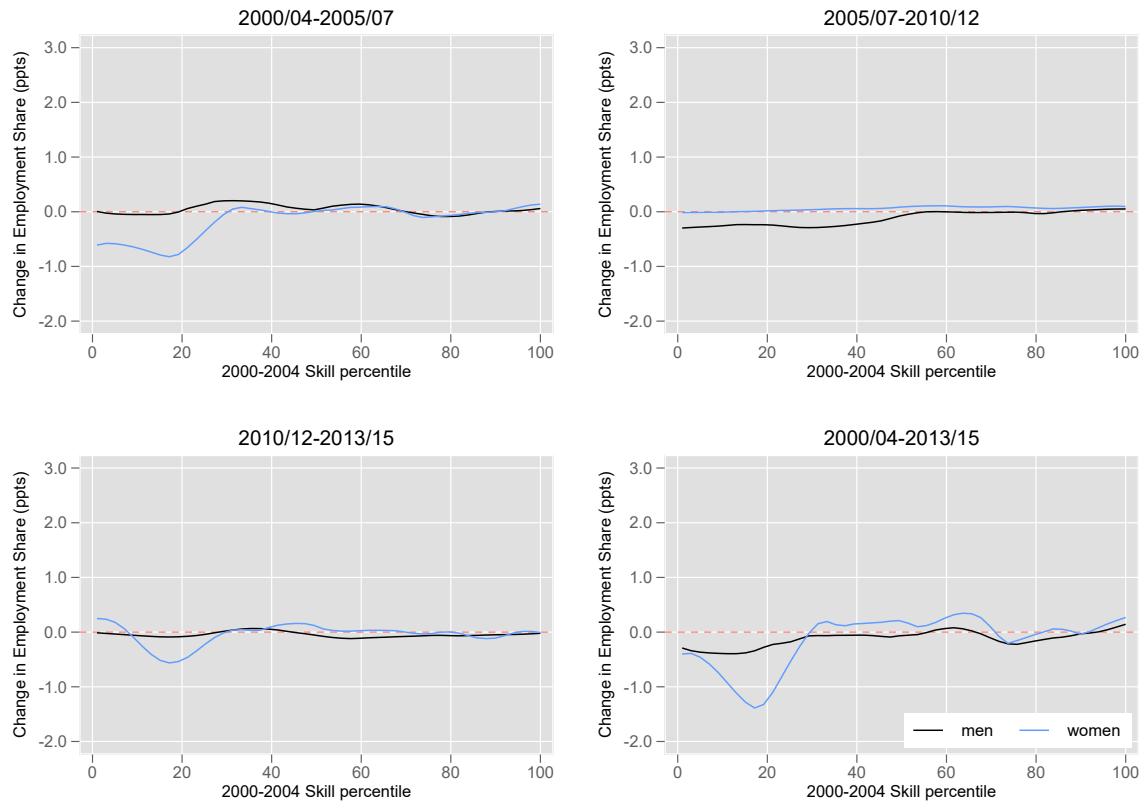 2000/04-2005/07
Change in Employment Share (ppts)
3.0
2.0
1.0
0.0
-1.0
-2.0
0 20 40 60 80 100
2000-2004 Skill percentile
2005/07-2010/12
Change in Employment Share (ppts)
3.0
2.0
1.0
0.0
-1.0
-2.0
0 20 40 60 80 100
2000-2004 Skill percentile
2010/12-2013/15
Change in Employment Share (ppts)
3.0
2.0
1.0
0.0
-1.0
-2.0
0 20 40 60 80 100
2000-2004 Skill percentile
2000/04-2013/15
Change in Employment Share (ppts)
3.0
2.0
1.0
0.0
-1.0
-2.0
men women
0 20 40 60 80 100
2000-2004 Skill percentile